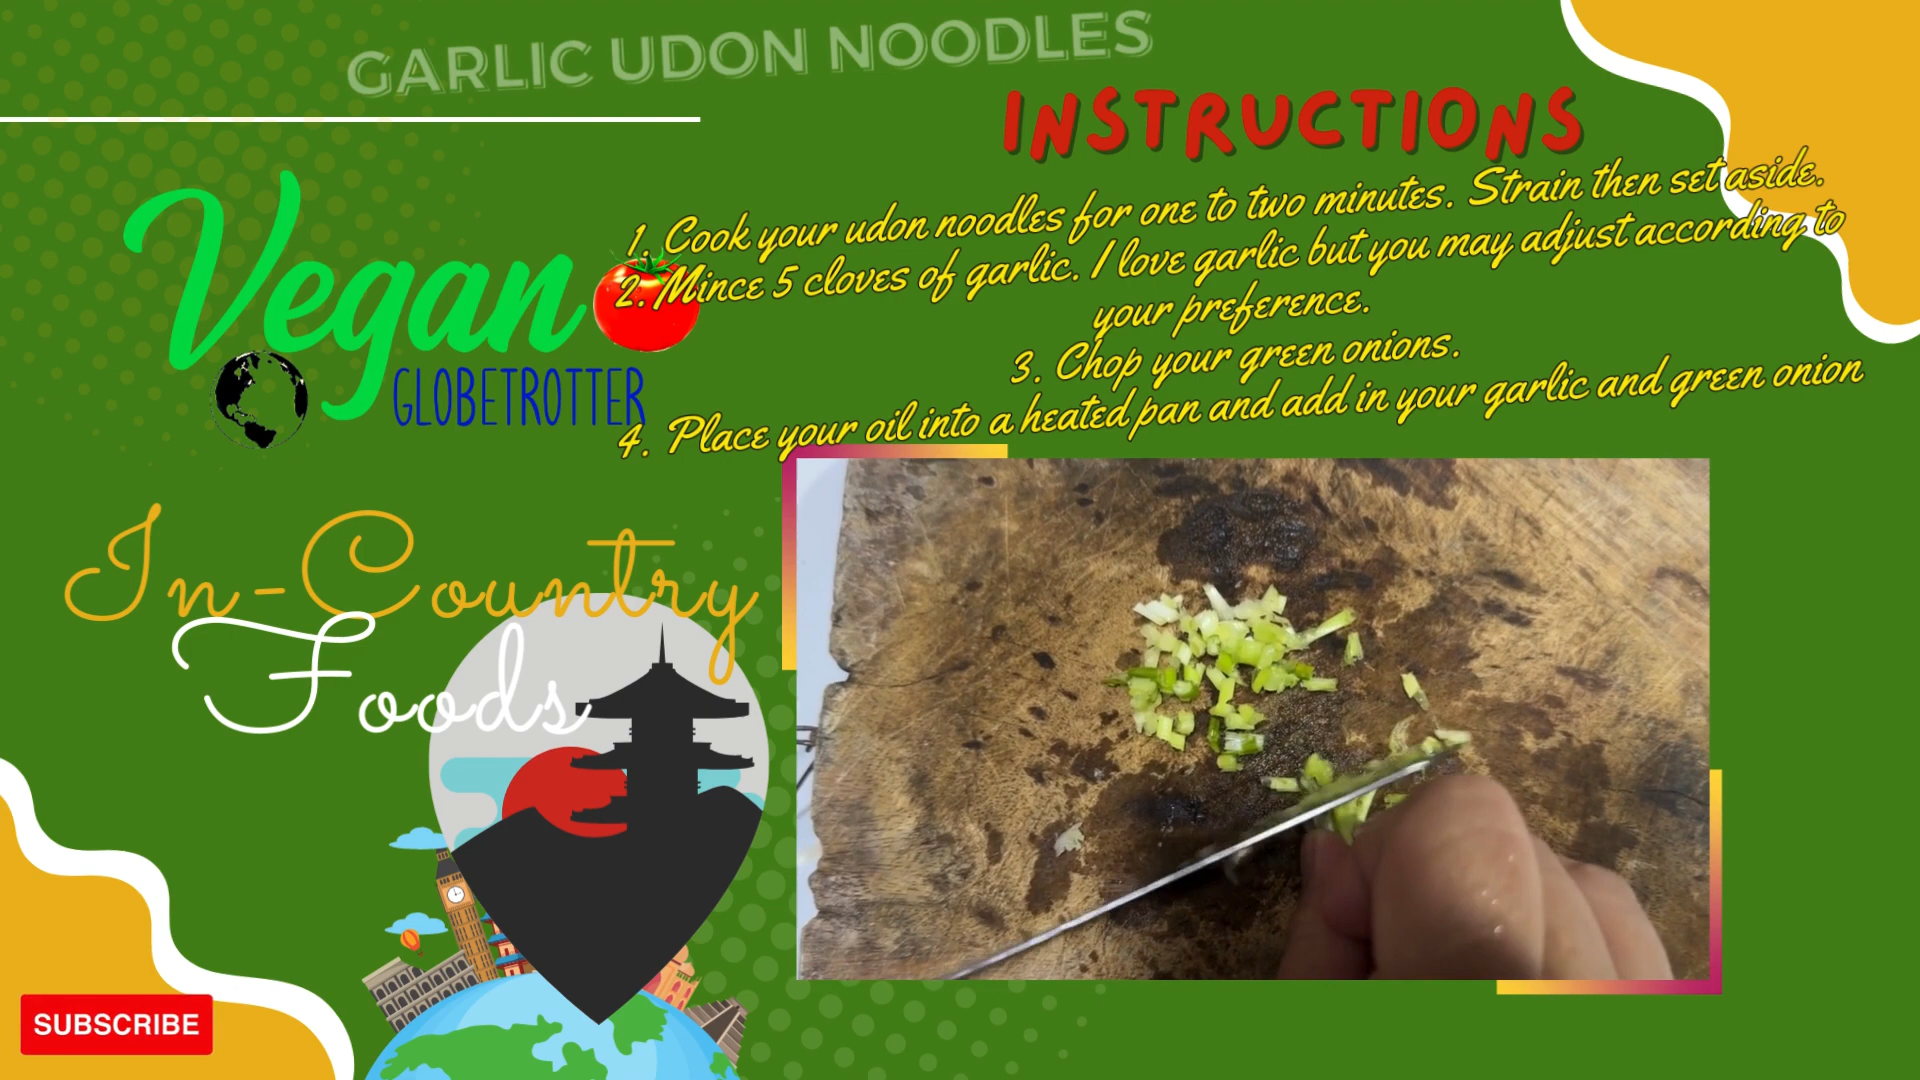 GARLIC UDON NOODLES
INSTRUCTIONS
1. Cook your udon noodles for one to two minutes. Strain then set aside.
2. Mince 5 cloves of garlic. I love garlic but you may adjust according to
your preference.
3. Chop your green onions.
4. Place your oil into a heated pan and add in your garlic and green onion
Vegan
GLOBETROTTER
In-Country
Foods
SUBSCRIBE